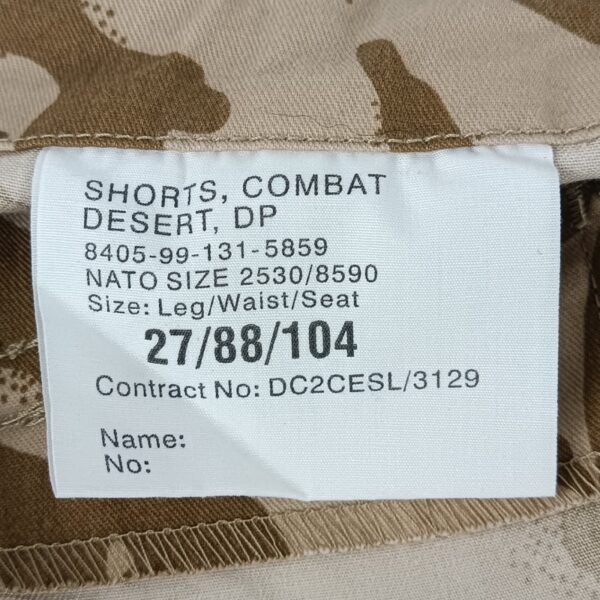 SHORTS, COMBAT
DESERT, DP
8405-99-131-5859
NATO SIZE 2530/8590
Size: Leg/Waist/Seat
27/88/104
Contract No: DC2CESL/3129
Name:
No: